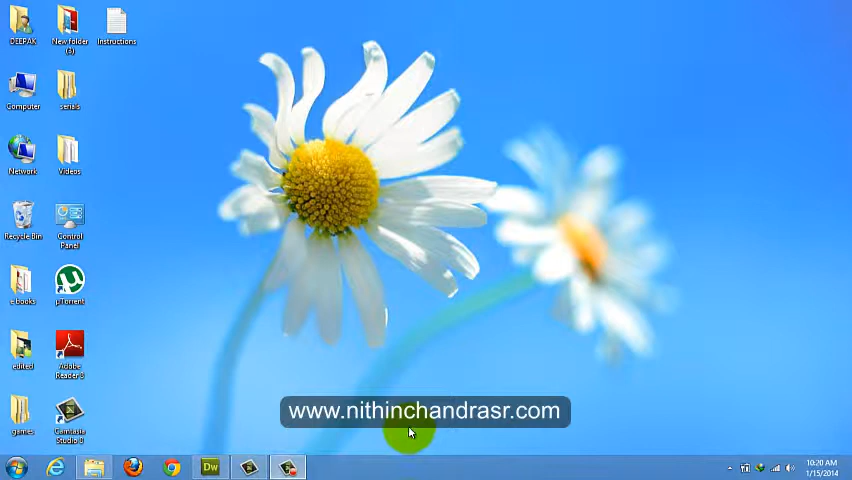 DEEPAK
New folder
(3)
Instructions
Computer
serials
Network
Videos
Recycle Bin
Control
Panel
e books
µTorrent
edited
Adobe
Reader 9
games
Camtasia
Studio 8
www.nithinchandrasr.com
Dw
10:20 AM
1/15/2014